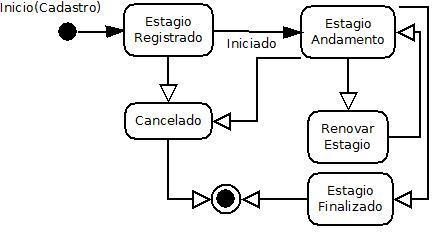 Inicio(Cadastro)
Estagio
Registrado
Iniciado
Estagio
Andamento
Cancelado
Renovar
Estagio
Estagio
Finalizado